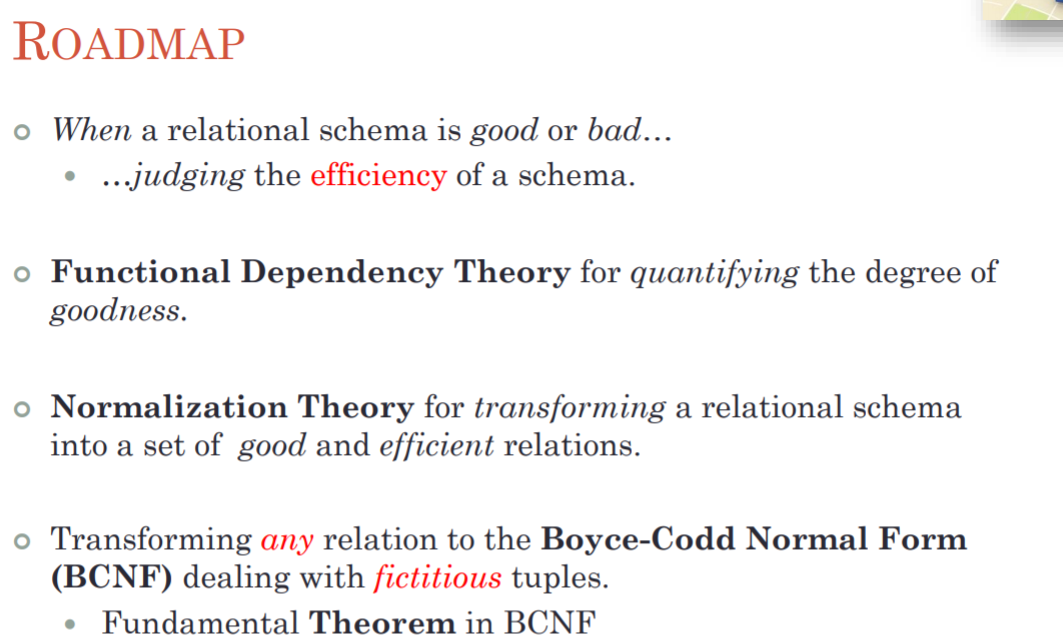 ROADMAP
When a relational schema is good or bad…
…judging the efficiency of a schema.
Functional Dependency Theory for quantifying the degree of
goodness.
Normalization Theory for transforming a relational schema
into a set of good and efficient relations.
Transforming any relation to the Boyce-Codd Normal Form
(BCNF) dealing with fictitious tuples.
Fundamental Theorem in BCNF